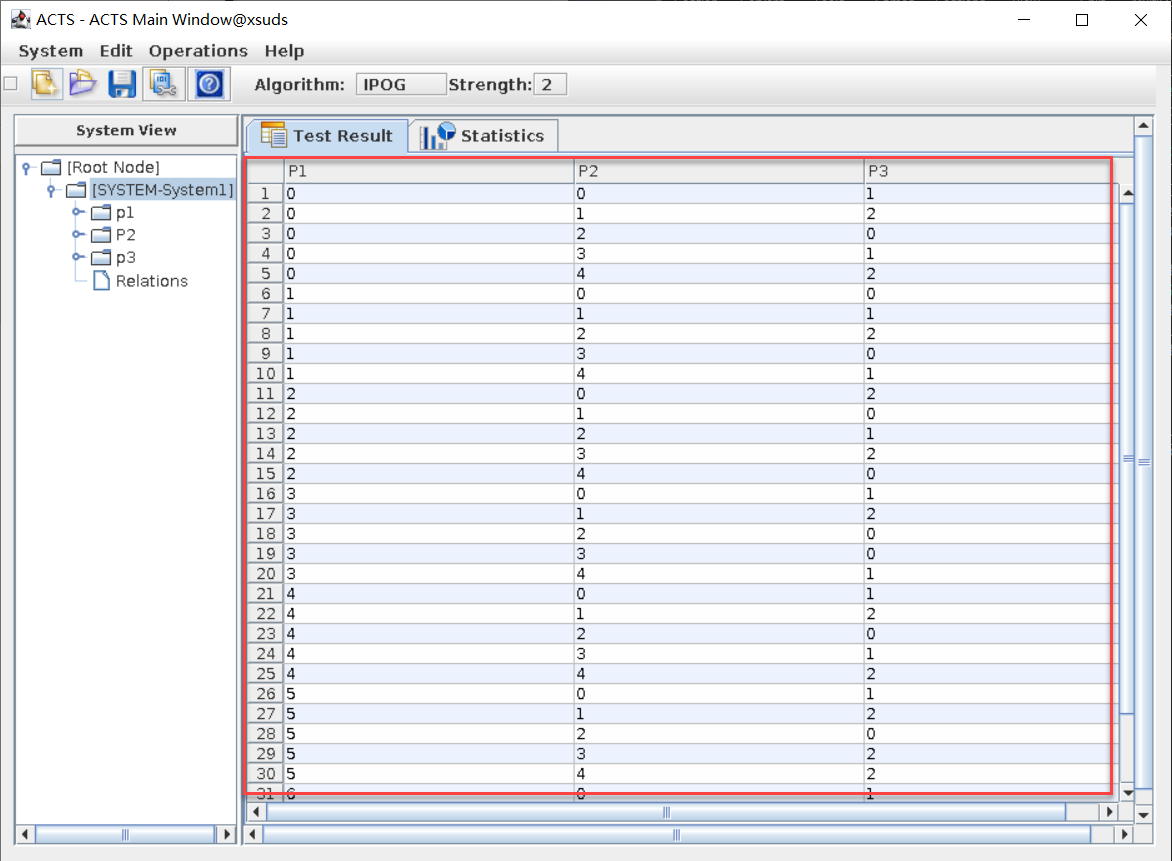 ACTS - ACTS Main Window@xsuds
System Edit Operations Help
Algorithm: IPOG Strength: 2
System View
[Root Node]
[SYSTEM-System1]
p1
P2
p3
Relations
Test Result Statistics
P1 P2 P3
1 0 0 1
2 0 1 2
3 0 2 0
4 0 3 1
5 0 4 2
6 1 0 0
7 1 1 1
8 1 2 2
9 1 3 0
10 1 4 1
11 2 0 2
12 2 1 0
13 2 2 1
14 2 3 2
15 2 4 0
16 3 0 1
17 3 1 2
18 3 2 0
19 3 3 0
20 3 4 1
21 4 0 1
22 4 1 2
23 4 2 0
24 4 3 1
25 4 4 2
26 5 0 1
27 5 1 2
28 5 2 0
29 5 3 2
30 5 4 2
31 6 0 1